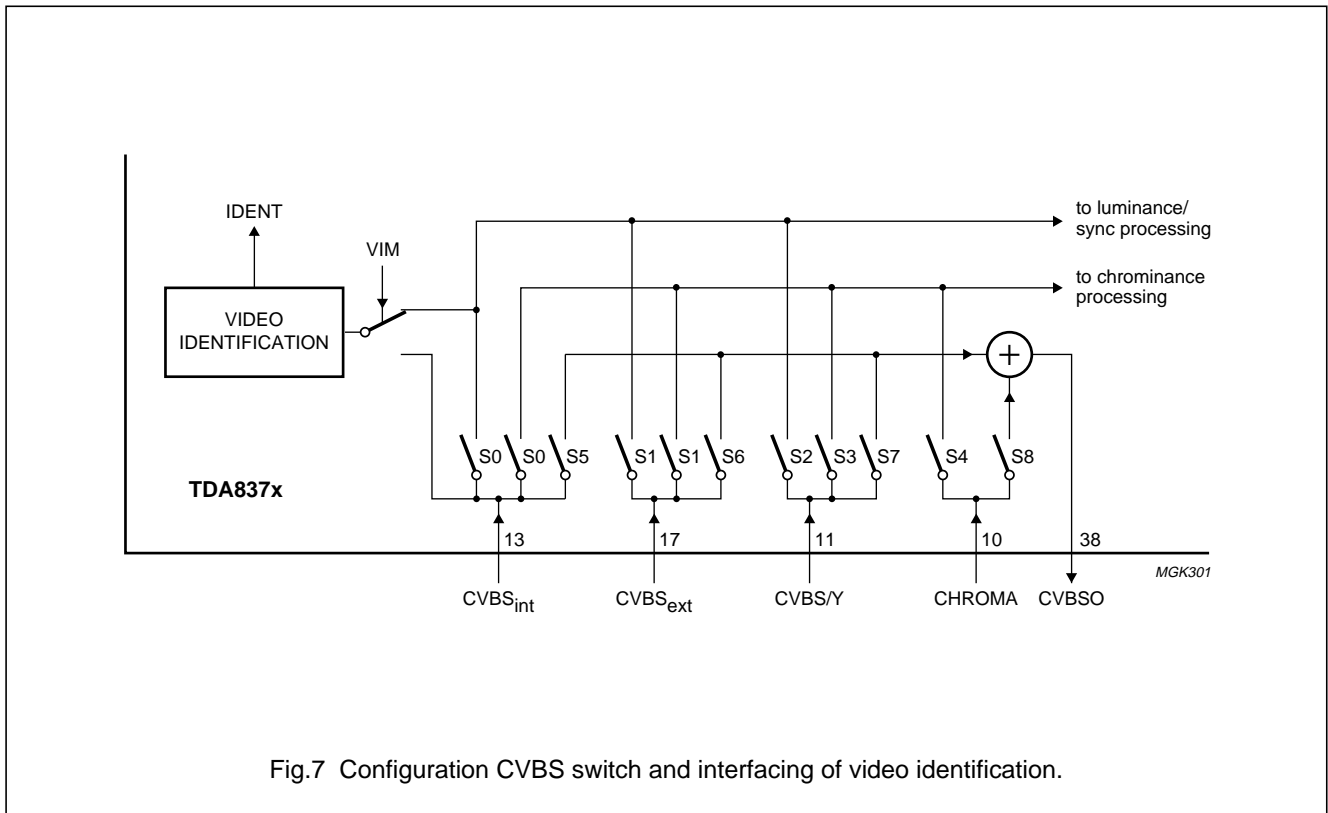 IDENT
to luminance/
sync processing
VIM
to chrominance
processing
VIDEO
IDENTIFICATION
+
S0 S0 S5 S1 S1 S6 S2 S3 S7 S4 S8
TDA837x
13 17 11 10 38
MGK301
CVBSint CVBSext CVBS/Y CHROMA CVBSO
Fig.7 Configuration CVBS switch and interfacing of video identification.